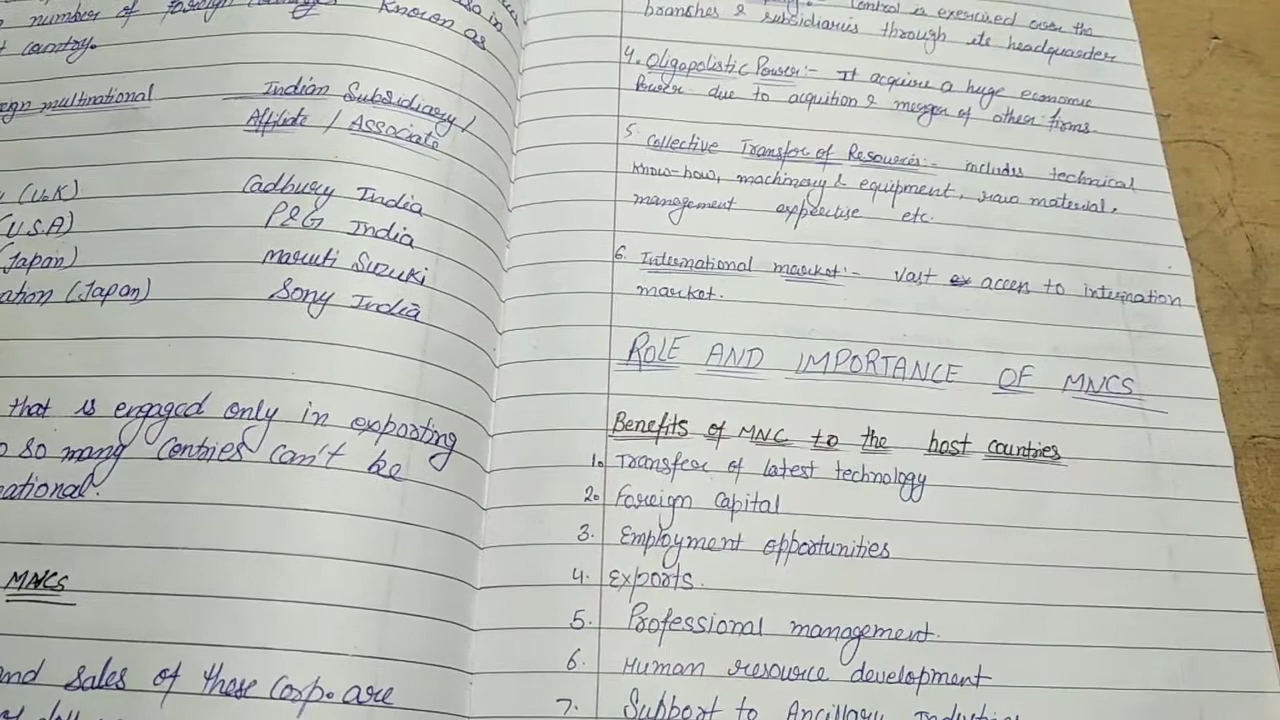 number of foreign
Known as
country.
eign multinational Indian Subsidiary /
Affiliate / Associate
(U.K) Cadbury India
(U.S.A) P&G India
(Japan) Maruti Suzuki
ation (Japan) Sony India
that is engaged only in exporting
so many Contries can't be
national.
MNCS
and sales of these Corp. are
Control is exercised over the
branshes & subsidiaries through its headquarder
4. Oligopolistic Power:- It acquire a huge economic
Power due to acquition & merger of other firms.
5. Collective Transfer of Resources:- includes technical
know-how, machinery & equipment, raw material,
management expeertise etc.
6. International market:- Vast access to internation
market.
ROLE AND IMPORTANCE OF MNCS
Benefits of MNC to the host countries
1. Transfer of latest technology
2. Foreign Capital
3. Employment opportunities
4. Exports.
5. Professional management.
6. Human resource development
7. Support to Ancillary Industries